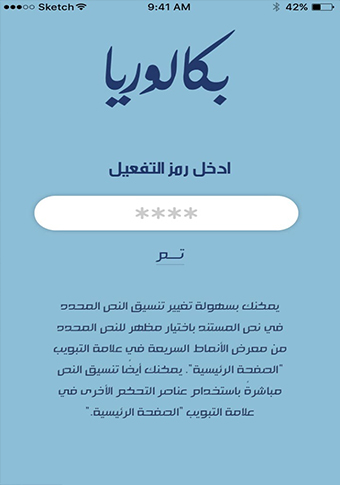 Sketch 9:41 AM 42%
بكالوريا
ادخل رمز التفعيل
****
تـــم
يمكنك بسهولة تغيير تنسيق النص المحدد
في نص المستند باختيار مظهر للنص المحدد
من معرض الأنماط السريعة في علامة التبويب
"الصفحة الرئيسية". يمكنك أيضًا تنسيق النص
مباشرةً باستخدام عناصر التحكم الأخرى في
علامة التبويب "الصفحة الرئيسية."